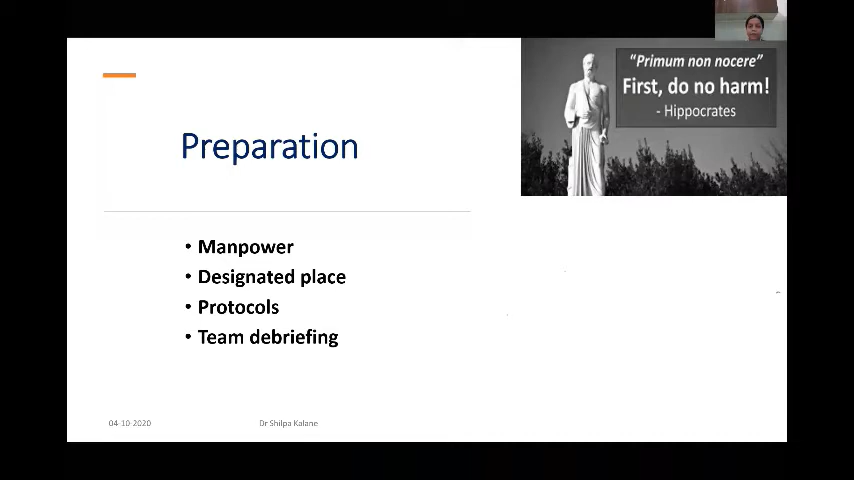 “Primum non nocere”
First, do no harm!
- Hippocrates
Preparation
• Manpower
• Designated place
• Protocols
• Team debriefing
04-10-2020
Dr Shilpa Kalane